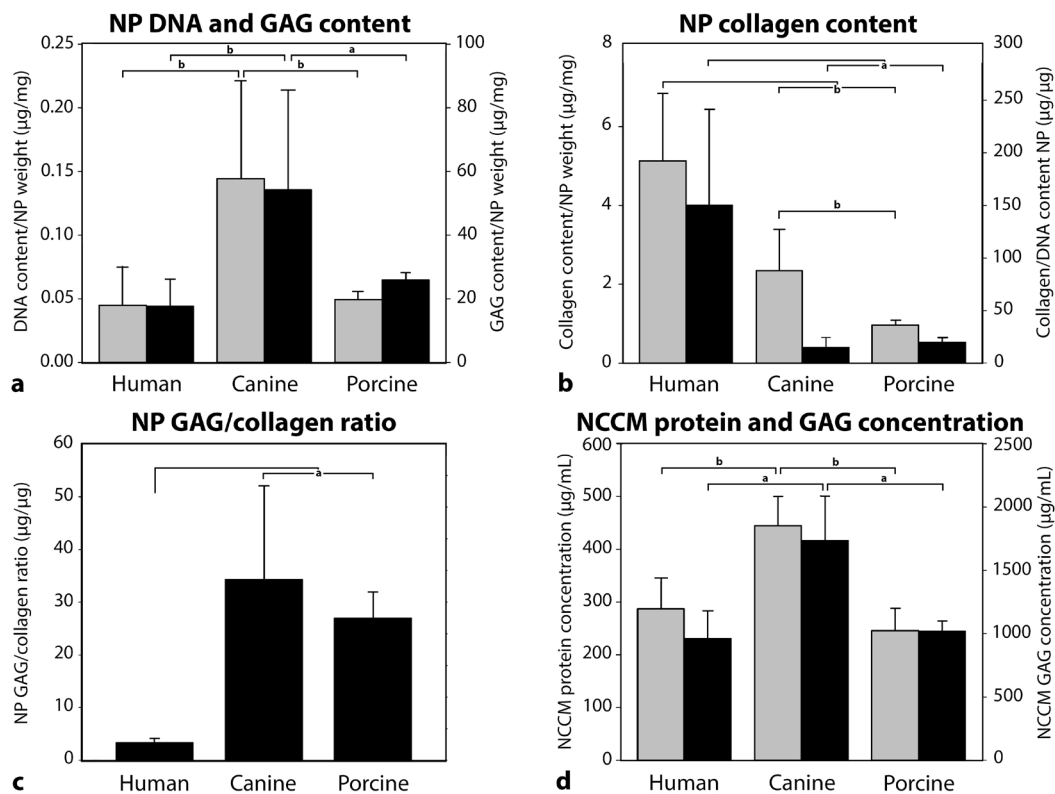 NP DNA and GAG content
0.25
0.20
0.15
0.10
0.05
0.00
DNA content/NP weight (µg/mg)
100
80
60
40
20
0
GAG content/NP weight (µg/mg)
b
a
b
b
Human
Canine
Porcine
a
NP collagen content
8
6
4
2
0
Collagen content/NP weight (µg/mg)
300
250
200
150
100
50
0
Collagen/DNA content NP (µg/µg)
a
b
b
Human
Canine
Porcine
b
NP GAG/collagen ratio
60
50
40
30
20
10
0
NP GAG/collagen ratio (µg/µg)
a
Human
Canine
Porcine
c
NCCM protein and GAG concentration
600
500
400
300
200
100
0
NCCM protein concentration (µg/mL)
2500
2000
1500
1000
500
0
NCCM GAG concentration (µg/mL)
b
b
a
a
Human
Canine
Porcine
d